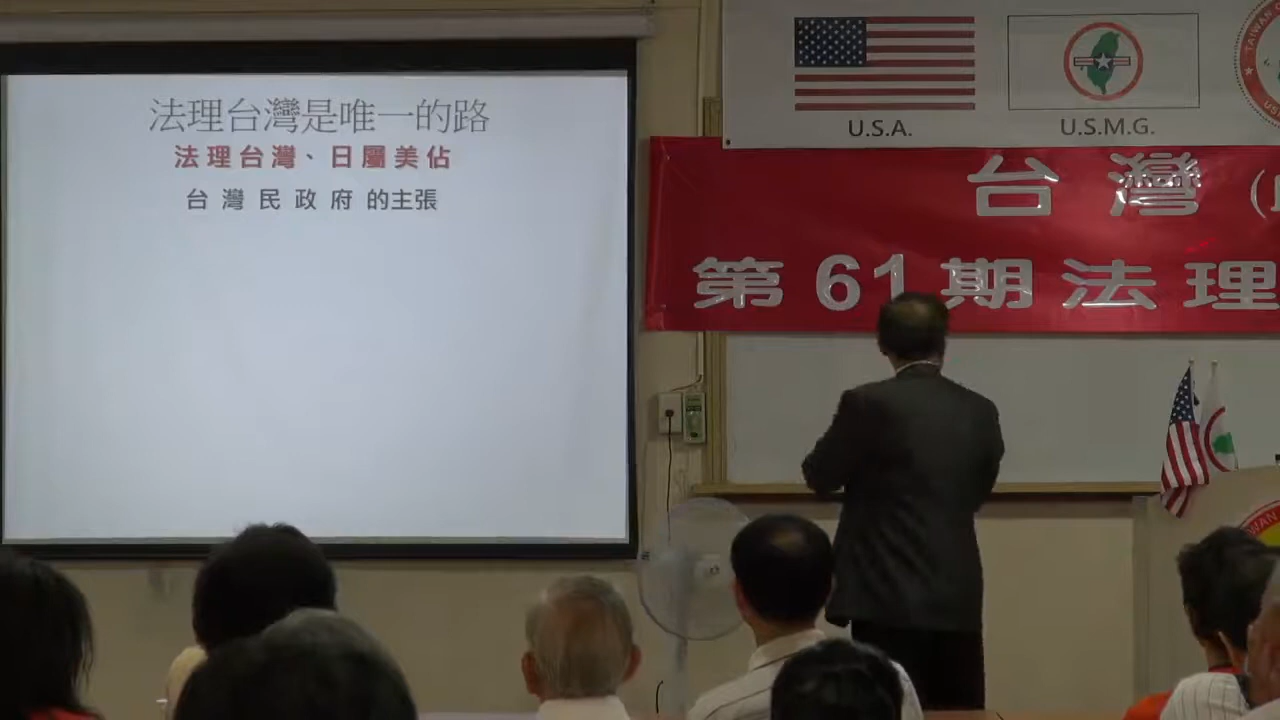 法理台灣是唯一的路
法理台灣、日屬美佔
台灣民政府的主張
U.S.A.
U.S.M.G.
台灣(
第61期法理